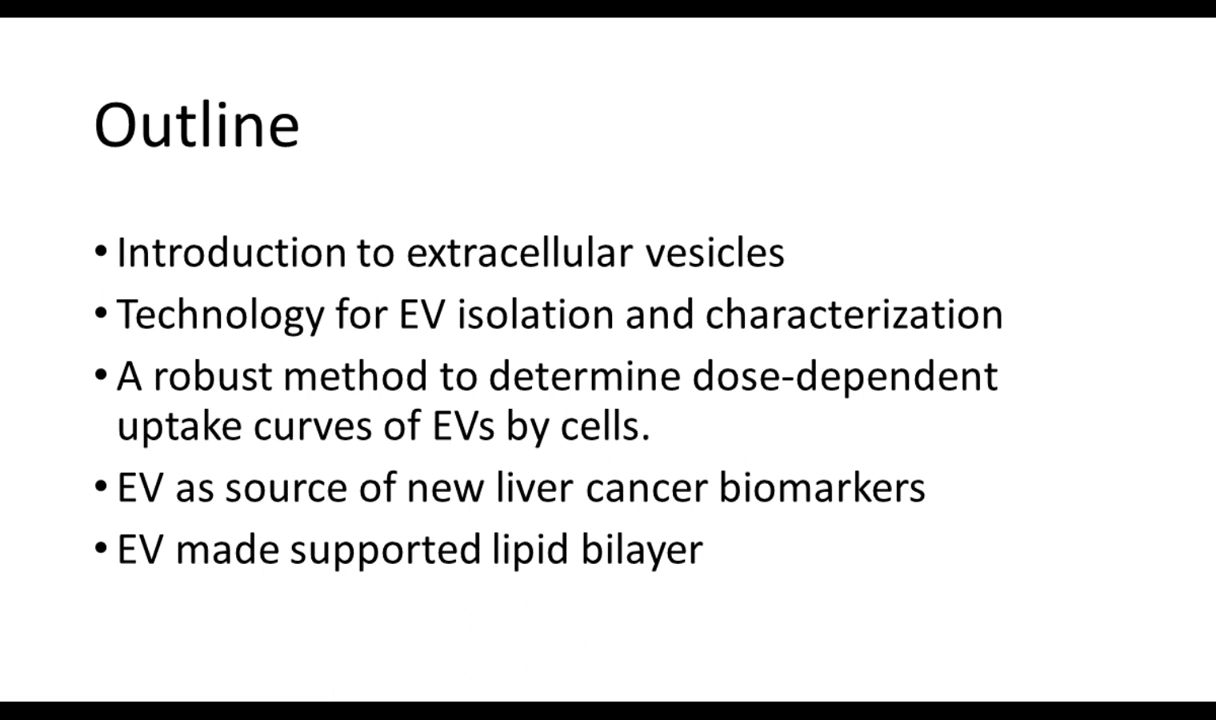 Outline
• Introduction to extracellular vesicles
• Technology for EV isolation and characterization
• A robust method to determine dose-dependent
uptake curves of EVs by cells.
• EV as source of new liver cancer biomarkers
• EV made supported lipid bilayer